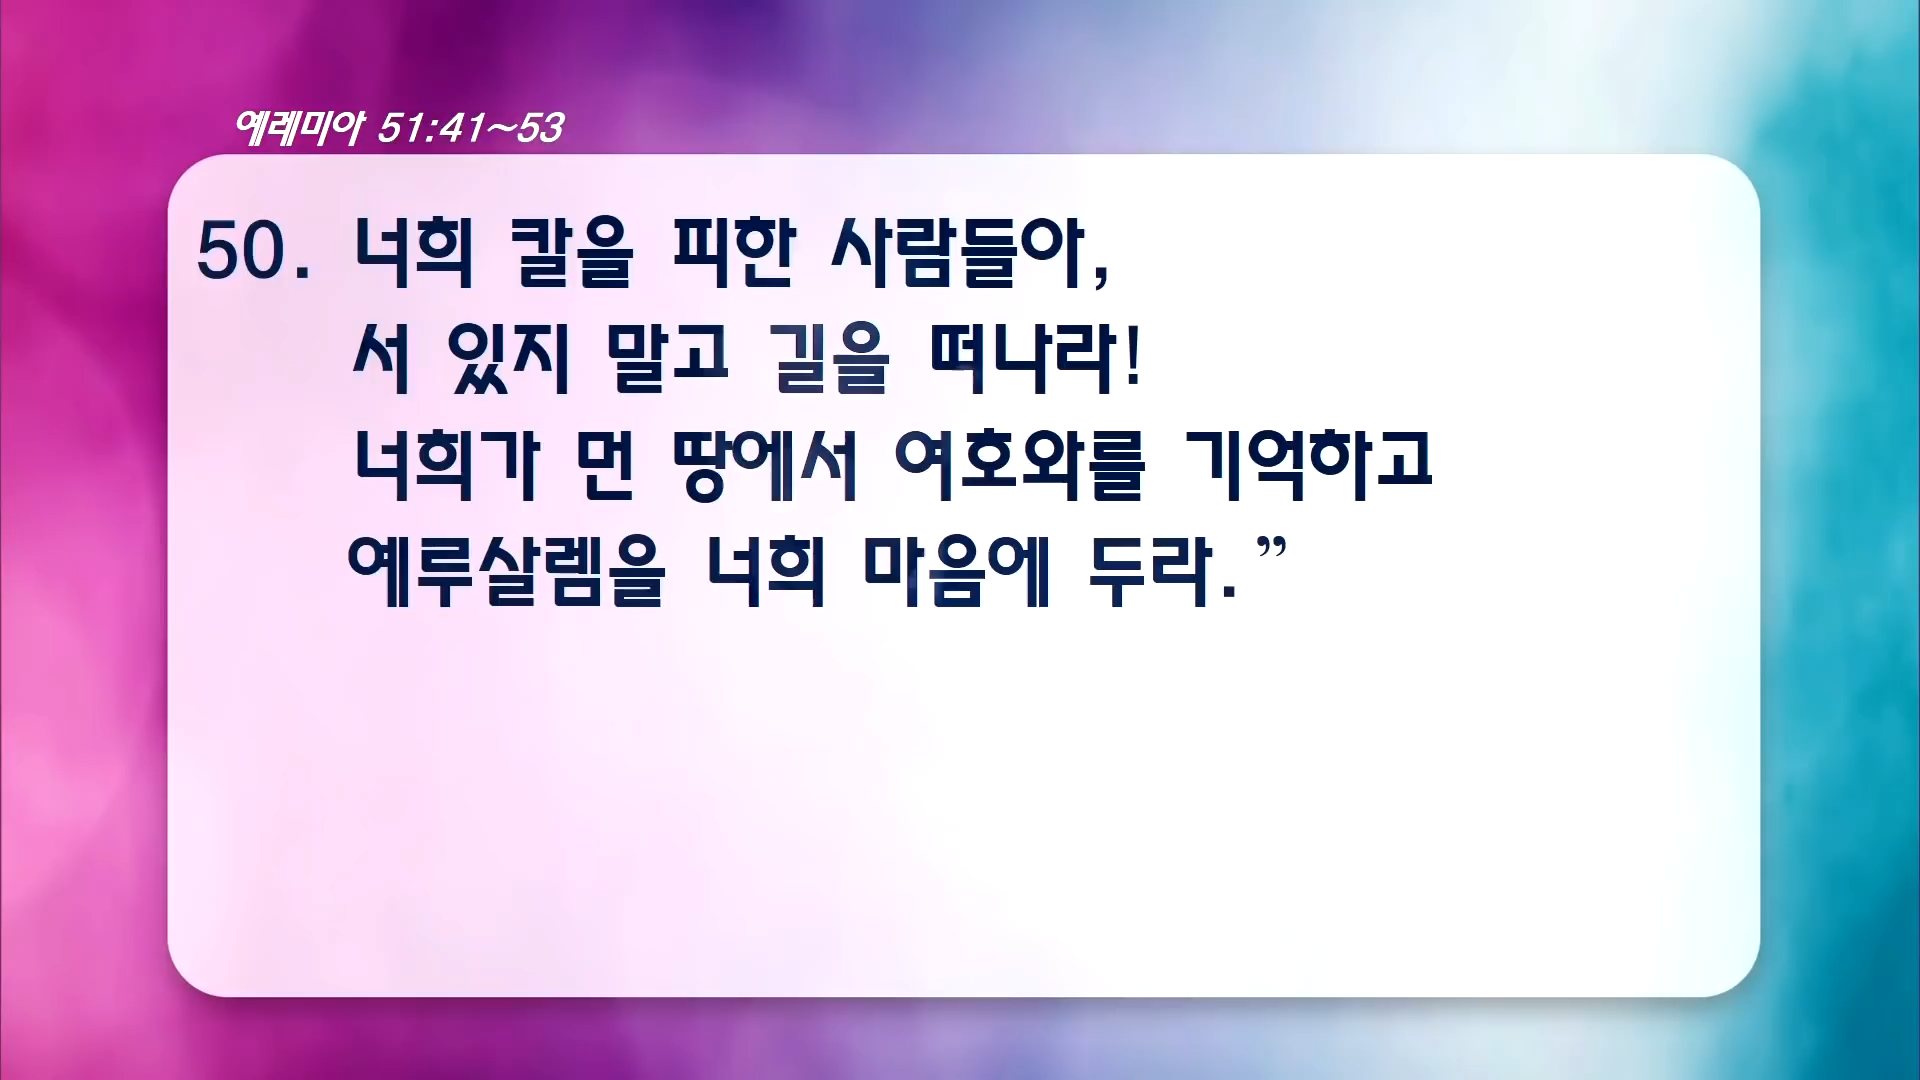 예레미아 51:41~53
50. 너희 칼을 피한 사람들아,
서 있지 말고 길을 떠나라!
너희가 먼 땅에서 여호와를 기억하고
예루살렘을 너희 마음에 두라.”